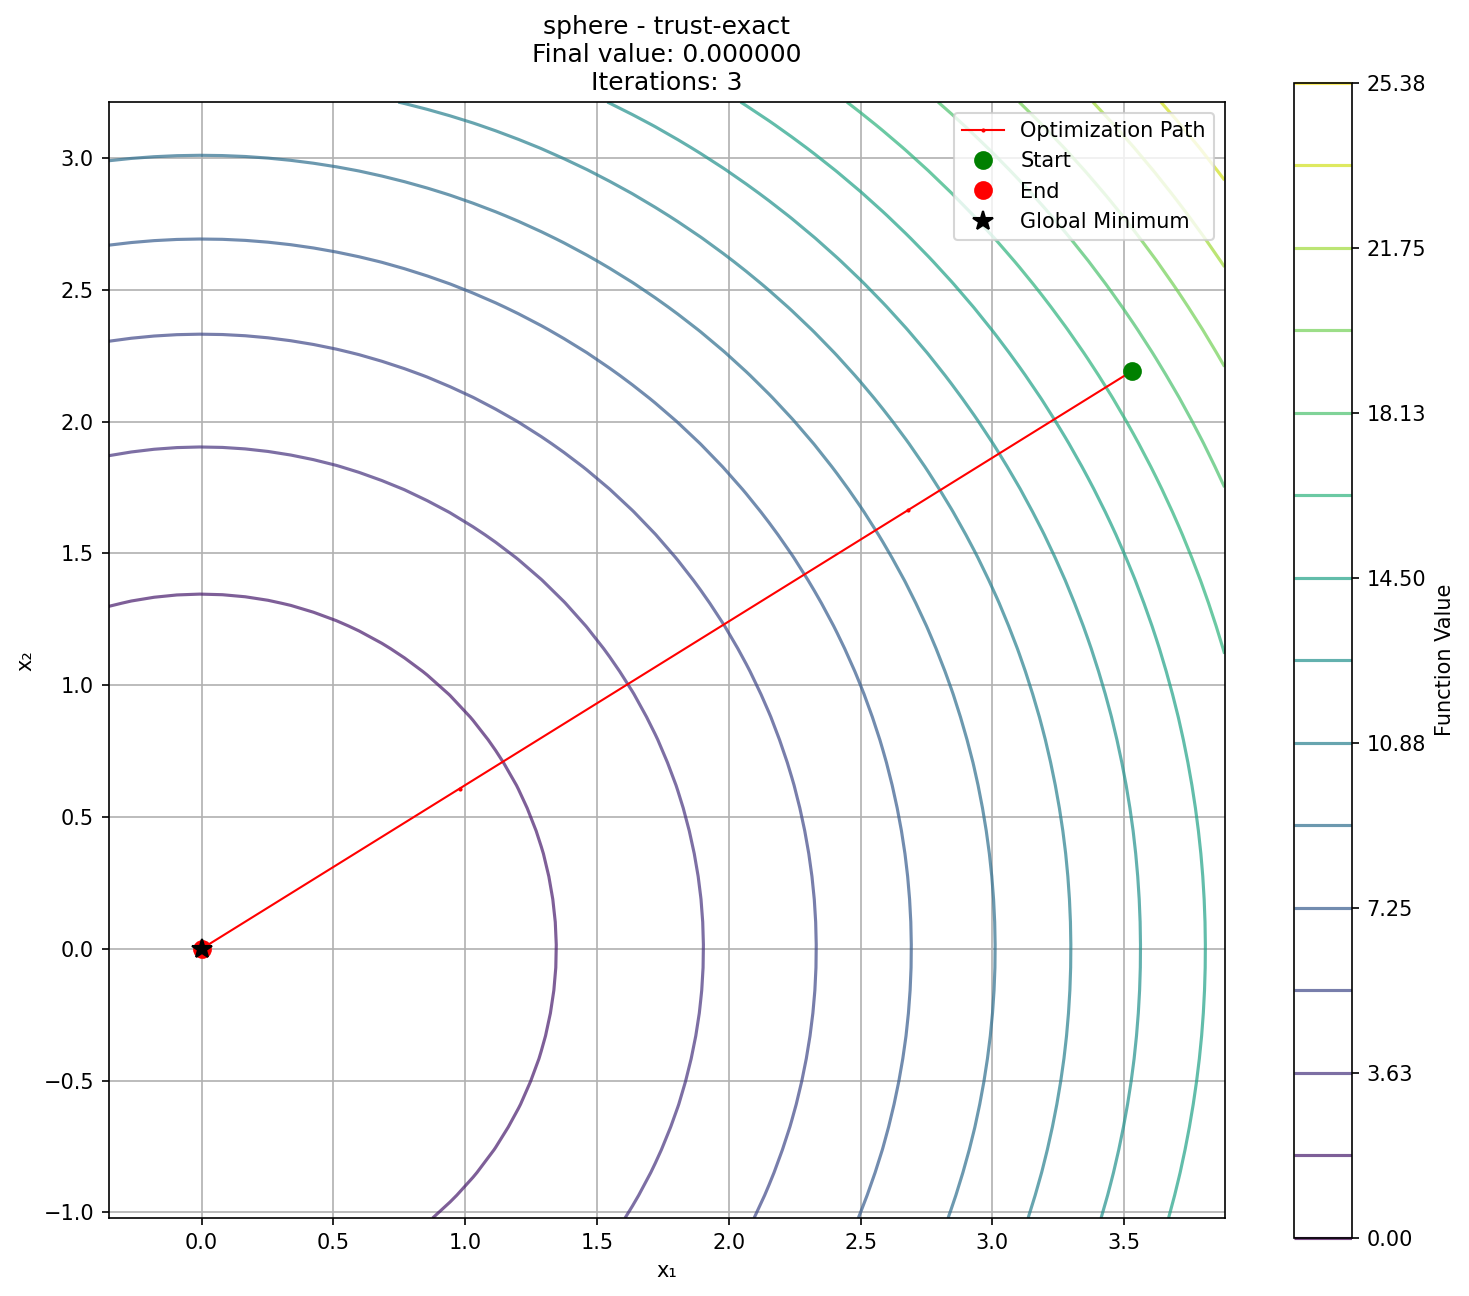 sphere - trust-exact
Final value: 0.000000
Iterations: 3
Optimization Path
Start
End
Global Minimum
3.0
2.5
2.0
1.5
1.0
0.5
0.0
−0.5
−1.0
x₂
0.0
0.5
1.0
1.5
2.0
2.5
3.0
3.5
x₁
25.38
21.75
18.13
14.50
10.88
7.25
3.63
0.00
Function Value